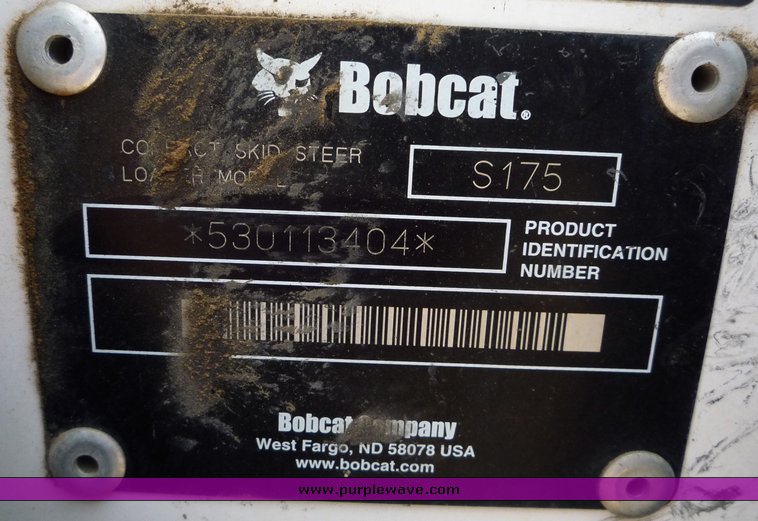 Bobcat®
COMPACT SKID STEER
LOADER MODEL
S175
*530113404*
PRODUCT
IDENTIFICATION
NUMBER
Bobcat Company
West Fargo, ND 58078 USA
www.bobcat.com
www.purplewave.com